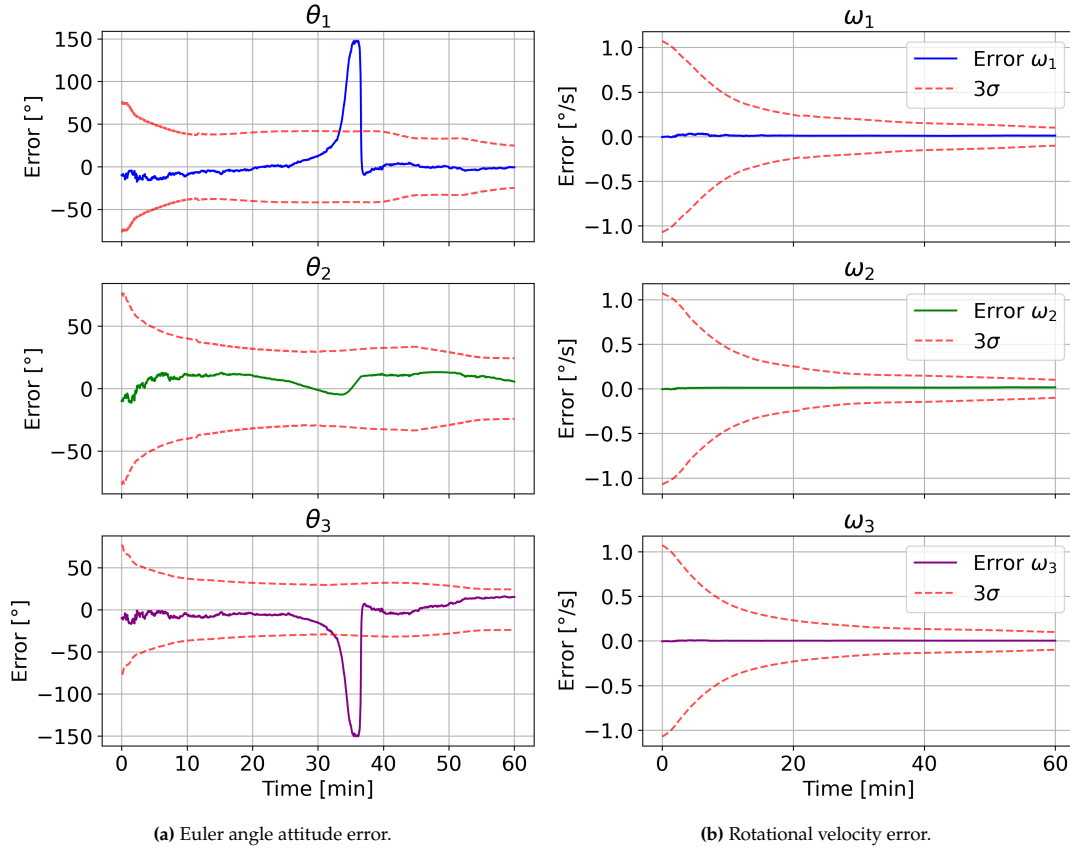 θ₁
150
100
50
0
−50
Error [°]
θ₂
50
0
−50
Error [°]
θ₃
50
0
−50
−100
−150
Error [°]
0 10 20 30 40 50 60
Time [min]
(a) Euler angle attitude error.
ω₁
1.0
0.5
0.0
−0.5
−1.0
Error [°/s]
Error ω₁
3σ
ω₂
1.0
0.5
0.0
−0.5
−1.0
Error [°/s]
Error ω₂
3σ
ω₃
1.0
0.5
0.0
−0.5
−1.0
Error [°/s]
Error ω₃
3σ
0 20 40 60
Time [min]
(b) Rotational velocity error.